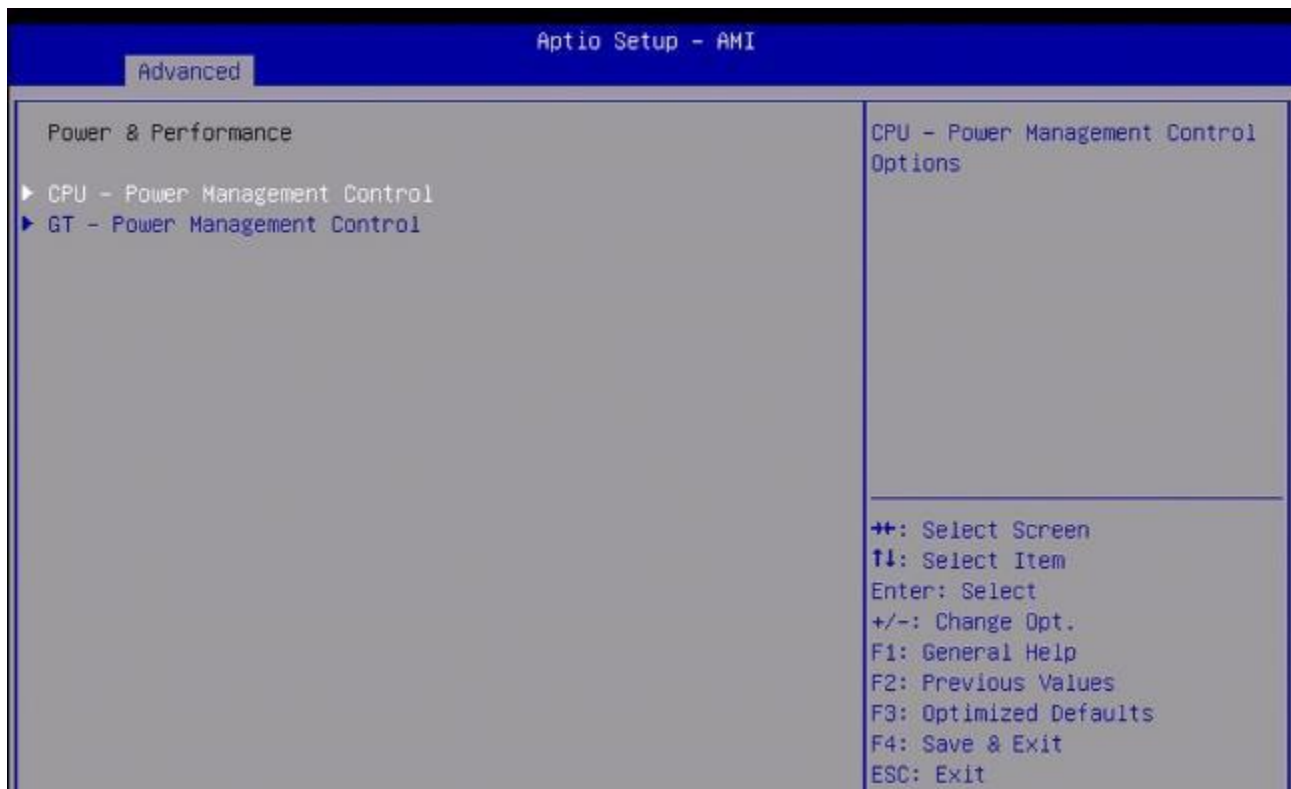 Aptio Setup – AMI
Advanced
Power & Performance
▶ CPU – Power Management Control
▶ GT – Power Management Control
CPU – Power Management Control
Options
→←: Select Screen
↑↓: Select Item
Enter: Select
+/-: Change Opt.
F1: General Help
F2: Previous Values
F3: Optimized Defaults
F4: Save & Exit
ESC: Exit